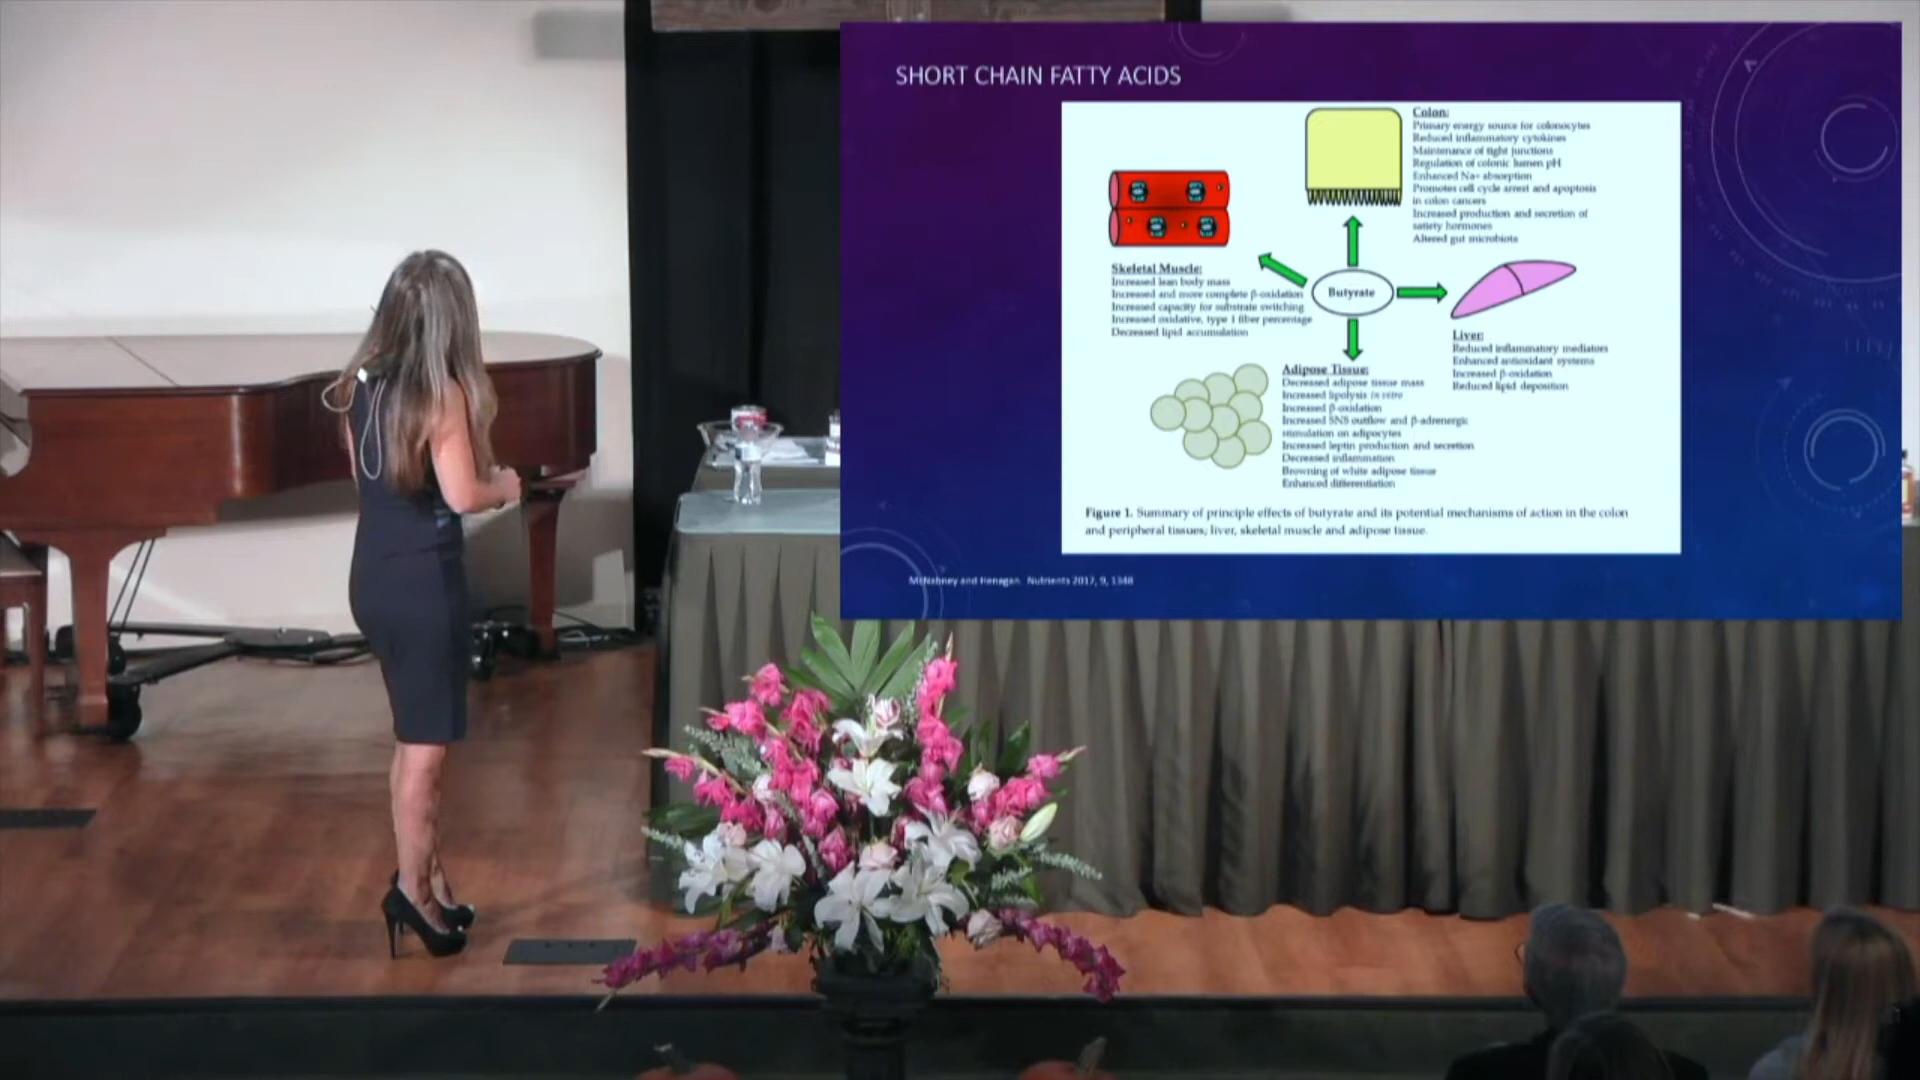 SHORT CHAIN FATTY ACIDS
Colon:
Primary energy source for colonocytes
Reduced inflammatory cytokines
Maintenance of tight junctions
Regulation of colonic lumen pH
Enhanced Na+ absorption
Promotes cell cycle arrest and apoptosis
in colon cancers
Increased production and secretion of
satiety hormones
Altered gut microbiota
Skeletal Muscle:
Increased lean body mass
Increased and more complete β-oxidation
Increased capacity for substrate switching
Increased oxidative, type 1 fiber percentage
Decreased lipid accumulation
Butyrate
Liver:
Reduced inflammatory mediators
Enhanced antioxidant systems
Increased β-oxidation
Reduced lipid deposition
Adipose Tissue:
Decreased adipose tissue mass
Increased lipolysis in vitro
Increased β-oxidation
Increased SNS outflow and β-adrenergic
stimulation on adipocytes
Increased leptin production and secretion
Decreased inflammation
Browning of white adipose tissue
Enhanced differentiation
Figure 1. Summary of principle effects of butyrate and its potential mechanisms of action in the colon
and peripheral tissues; liver, skeletal muscle and adipose tissue.
McNabney and Henagan. Nutrients 2017, 9, 1348